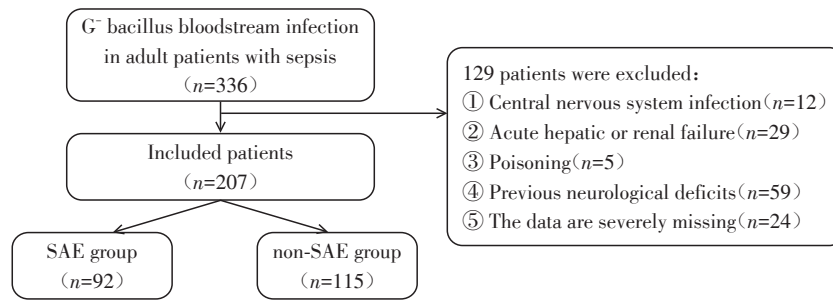 G⁻ bacillus bloodstream infection
in adult patients with sepsis
(n=336)
129 patients were excluded：
① Central nervous system infection(n=12)
② Acute hepatic or renal failure(n=29)
③ Poisoning(n=5)
④ Previous neurological deficits(n=59)
⑤ The data are severely missing(n=24)
Included patients
(n=207)
SAE group
(n=92)
non-SAE group
(n=115)